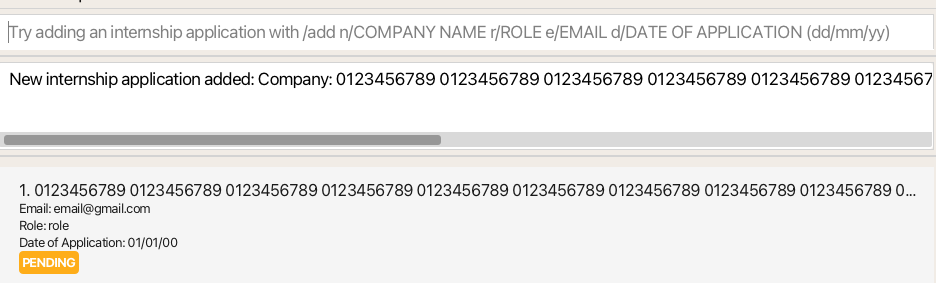 Try adding an internship application with /add n/COMPANY NAME r/ROLE e/EMAIL d/DATE OF APPLICATION (dd/mm/yy)
New internship application added: Company: 0123456789 0123456789 0123456789 0123456789 0123456789 01234567
1. 0123456789 0123456789 0123456789 0123456789 0123456789 0123456789 0123456789 0123456789 0123456789 0...
Email: email@gmail.com
Role: role
Date of Application: 01/01/00
PENDING